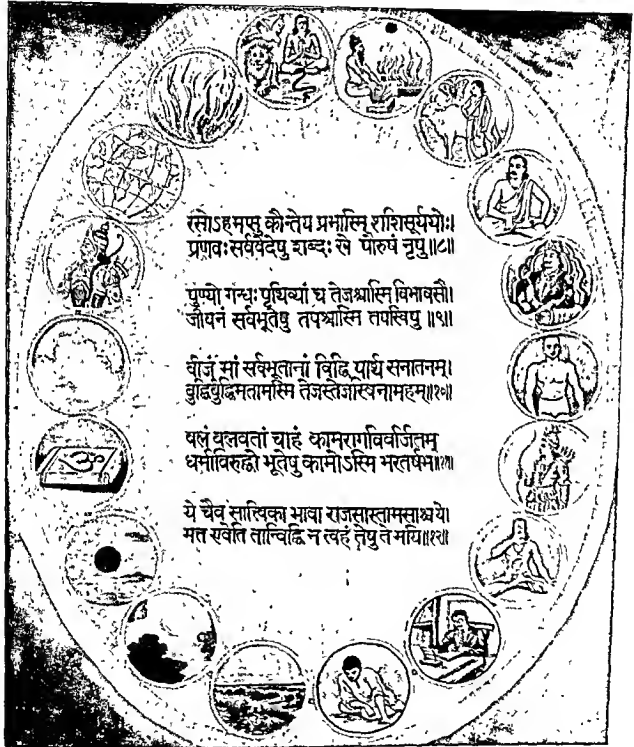 रसोऽहमप्सु कौन्तेय प्रभास्मि शशिसूर्ययोः।
प्रणवः सर्ववेदेषु शब्दः खे पौरुषं नृषु॥८॥
पुण्यो गन्धः पृथिव्यां च तेजश्चास्मि विभावसौ।
जीवनं सर्वभूतेषु तपश्चास्मि तपस्विषु॥९॥
बीजं मां सर्वभूतानां विद्धि पार्थ सनातनम्।
बुद्धिर्बुद्धिमतामस्मि तेजस्तेजस्विनामहम्॥१०॥
बलं बलवतां चाहं कामरागविवर्जितम्
धर्माविरुद्धो भूतेषु कामोऽस्मि भरतर्षभ॥११॥
ये चैव सात्विका भावा राजसास्तामसाश्च ये।
मत्त एवेति तान्विद्धि न त्वहं तेषु ते मयि॥१२॥
ॐ